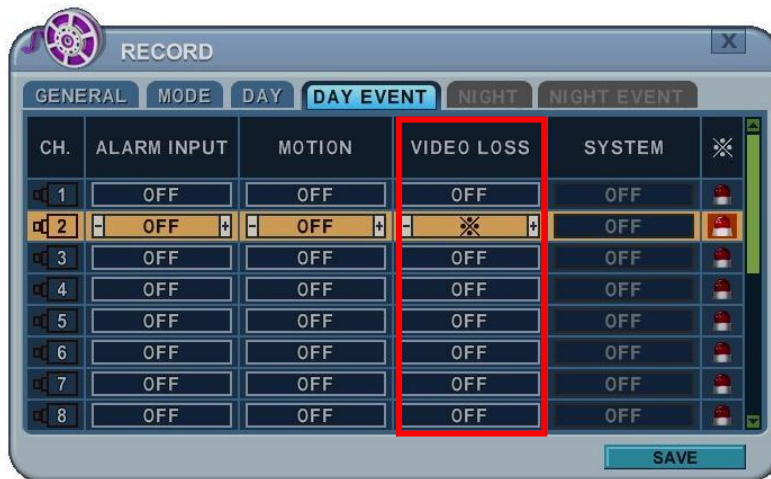 RECORD
X
GENERAL MODE DAY DAY EVENT NIGHT NIGHT EVENT
CH. ALARM INPUT MOTION VIDEO LOSS SYSTEM ※
1 OFF OFF OFF OFF
2 - OFF + - OFF + - ※ + OFF
3 OFF OFF OFF OFF
4 OFF OFF OFF OFF
5 OFF OFF OFF OFF
6 OFF OFF OFF OFF
7 OFF OFF OFF OFF
8 OFF OFF OFF OFF
SAVE